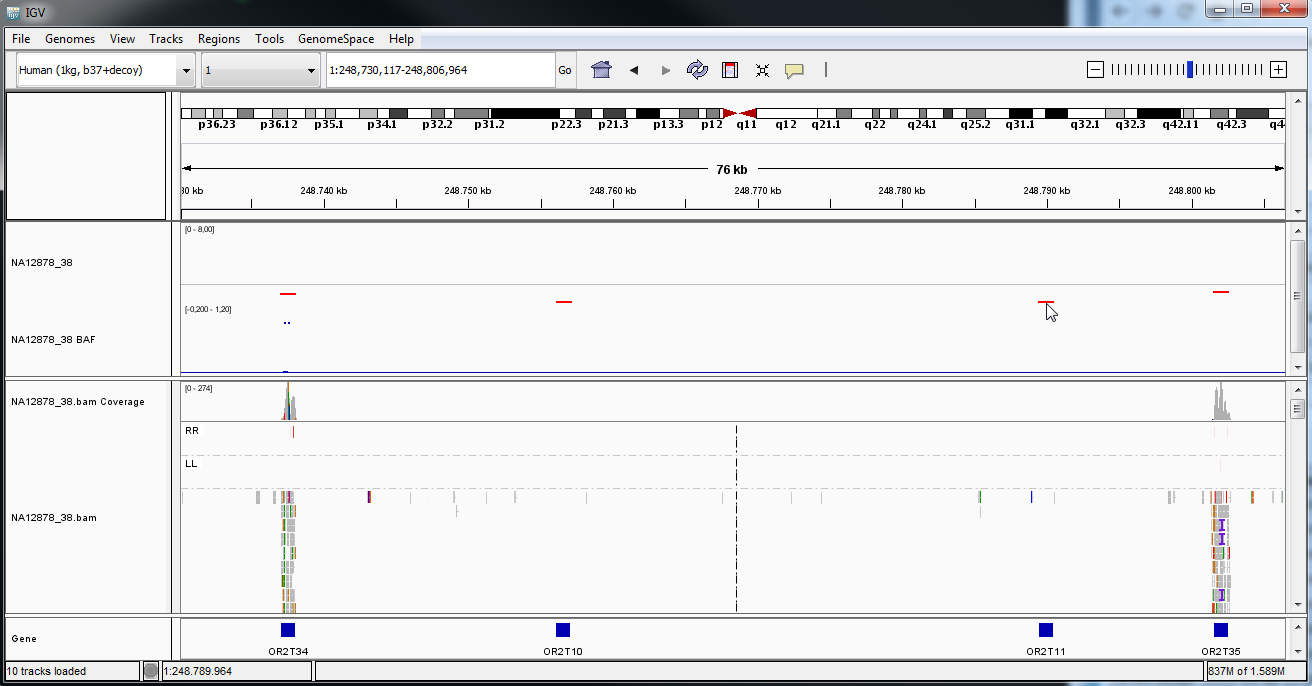 IGV
File Genomes View Tracks Regions Tools GenomeSpace Help
Human (1kg, b37+decoy) 1 1:248,730,117-248,806,964 Go
p36.23 p36.12 p35.1 p34.1 p32.2 p31.2 p22.3 p21.3 p13.3 p12 q11 q12 q21.1 q22 q24.1 q25.2 q31.1 q32.1 q32.3 q42.11 q42.3 q4
76 kb
30 kb 248.740 kb 248.750 kb 248.760 kb 248.770 kb 248.780 kb 248.790 kb 248.800 kb
[0 - 8,00]
NA12878_38
[-0,200 - 1,20]
NA12878_38 BAF
[0 - 274]
NA12878_38.bam Coverage
RR
LL
NA12878_38.bam
Gene
OR2T34 OR2T10 OR2T11 OR2T35
10 tracks loaded 1:248.789.964 837M of 1.589M